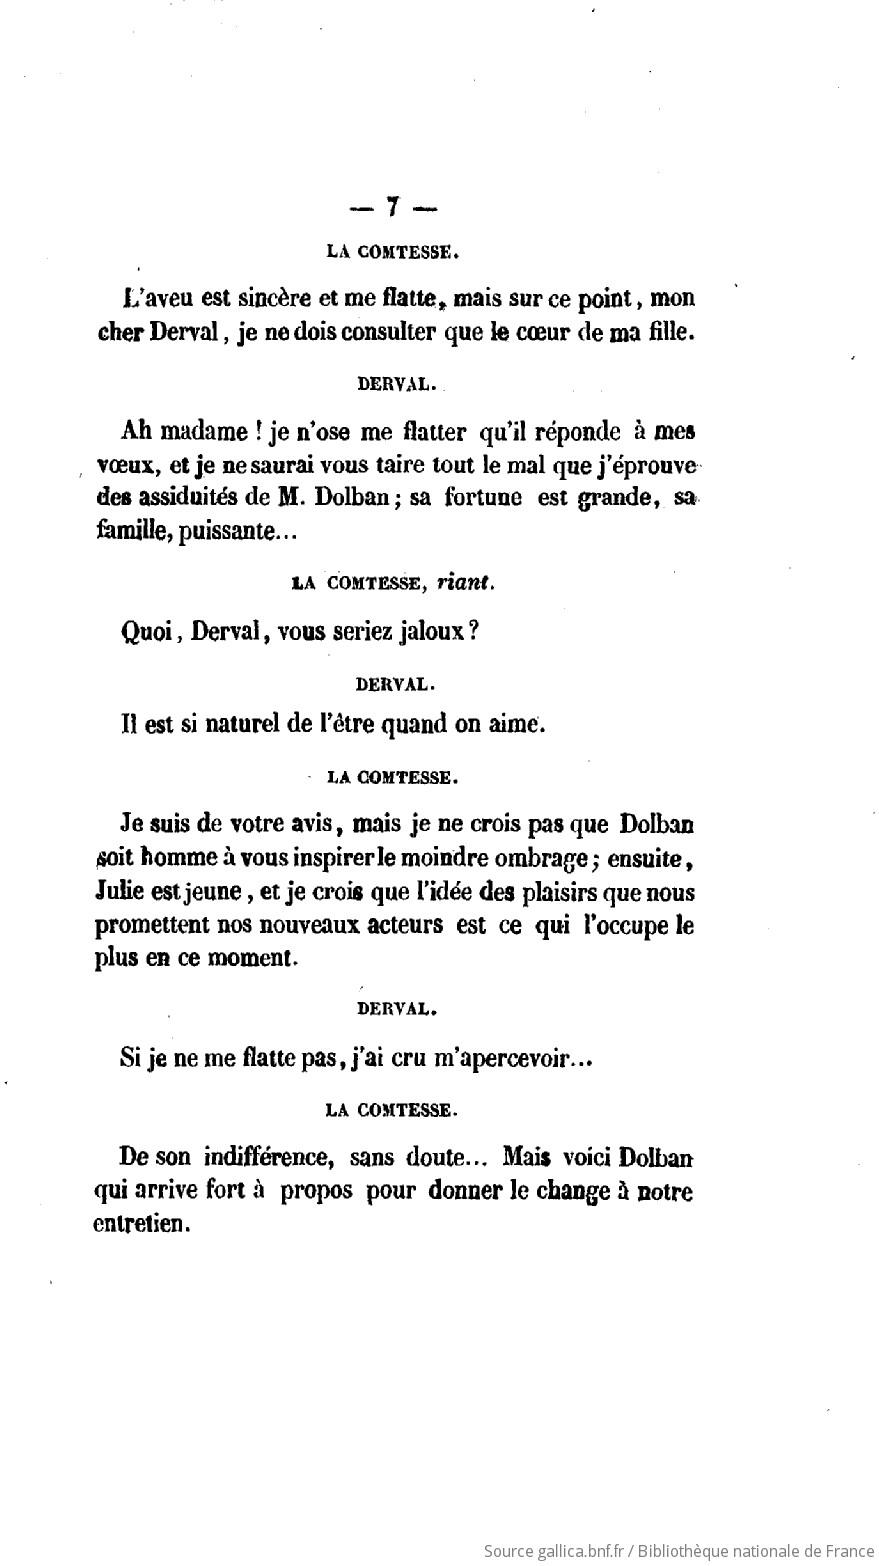 — 7 —
LA COMTESSE.
L'aveu est sincère et me flatte, mais sur ce point, mon
cher Derval, je ne dois consulter que le cœur de ma fille.
DERVAL.
Ah madame ! je n'ose me flatter qu'il réponde à mes
vœux, et je ne saurai vous taire tout le mal que j'éprouve
des assiduités de M. Dolban ; sa fortune est grande, sa
famille, puissante...
LA COMTESSE, riant.
Quoi, Derval, vous seriez jaloux ?
DERVAL.
Il est si naturel de l'être quand on aime.
LA COMTESSE.
Je suis de votre avis, mais je ne crois pas que Dolban
soit homme à vous inspirer le moindre ombrage ; ensuite,
Julie est jeune, et je crois que l'idée des plaisirs que nous
promettent nos nouveaux acteurs est ce qui l'occupe le
plus en ce moment.
DERVAL.
Si je ne me flatte pas, j'ai cru m'apercevoir...
LA COMTESSE.
De son indifférence, sans doute... Mais voici Dolban
qui arrive fort à propos pour donner le change à notre
entretien.
Source gallica.bnf.fr / Bibliothèque nationale de France